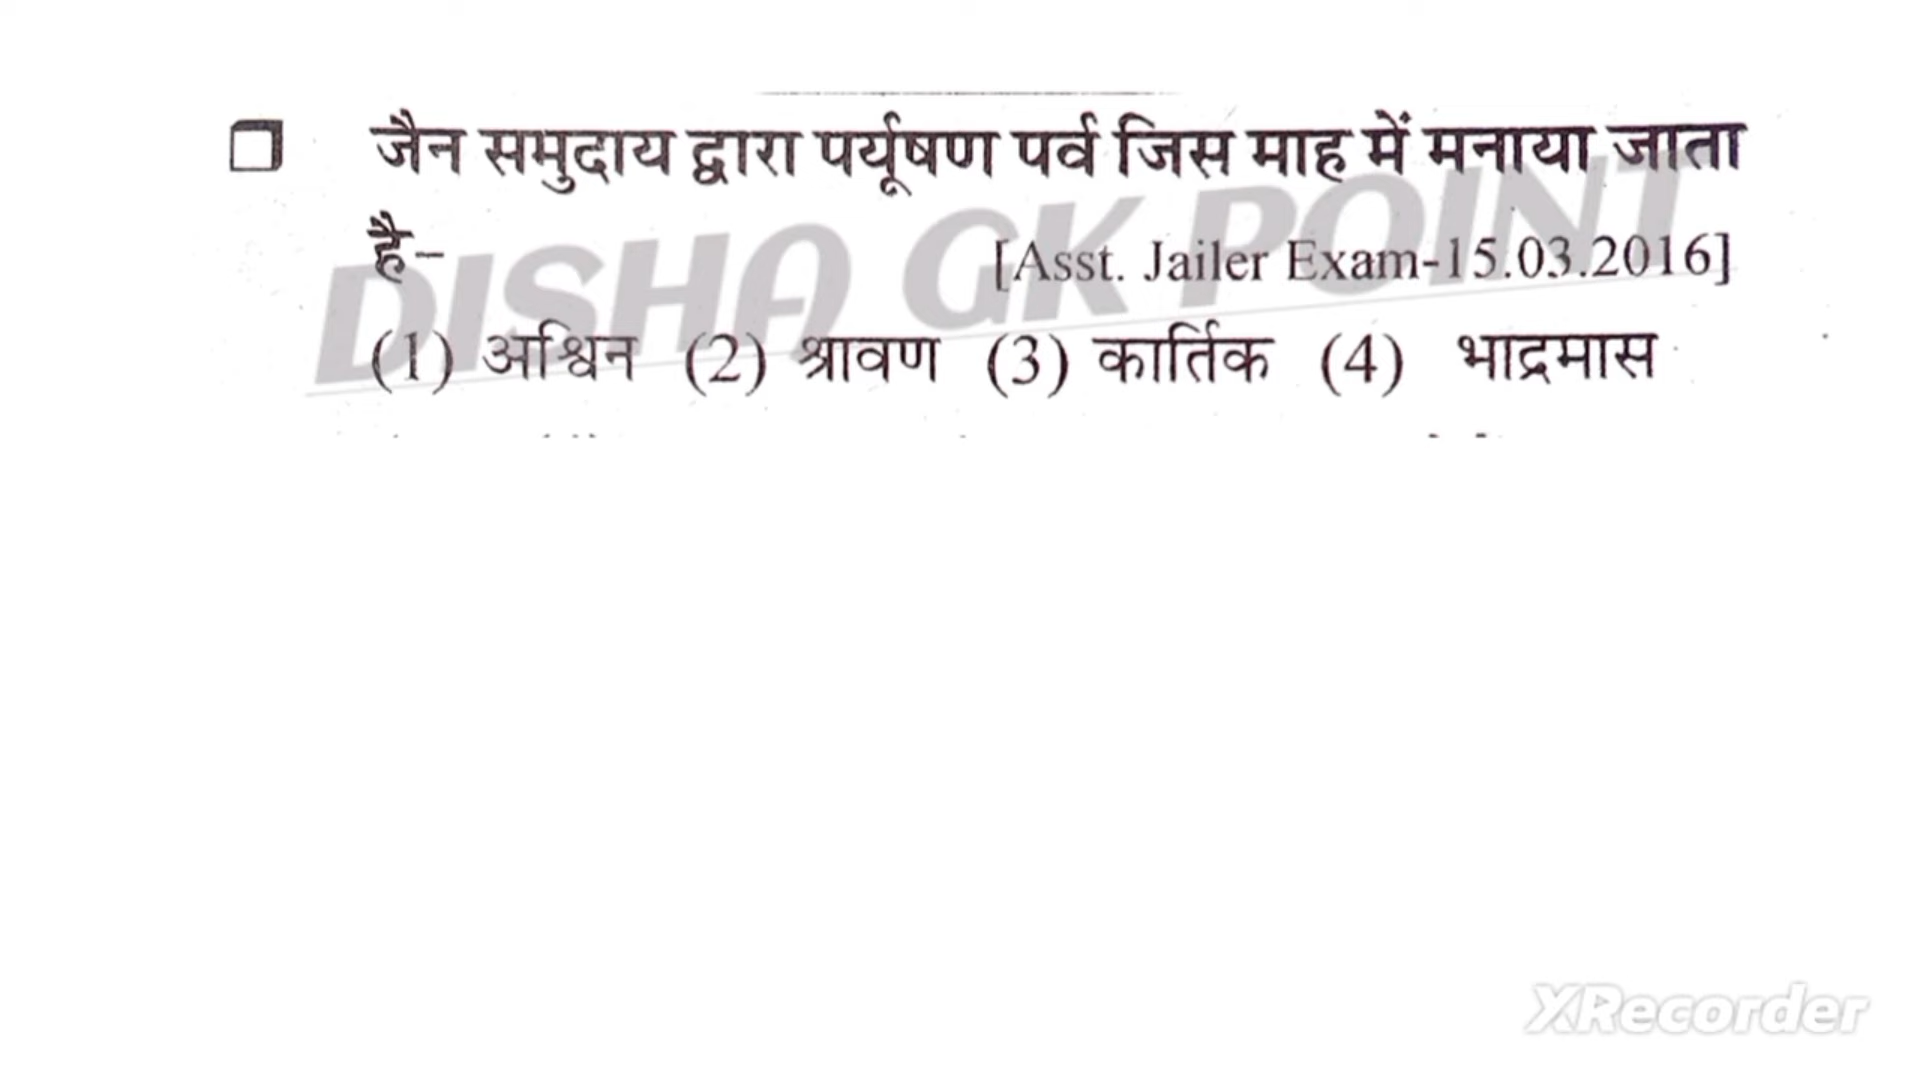 जैन समुदाय द्वारा पर्यूषण पर्व जिस माह में मनाया जाता
है– [Asst. Jailer Exam-15.03.2016]
(1) अश्विन (2) श्रावण (3) कार्तिक (4) भाद्रमास
DISHA GK POINT
XRecorder